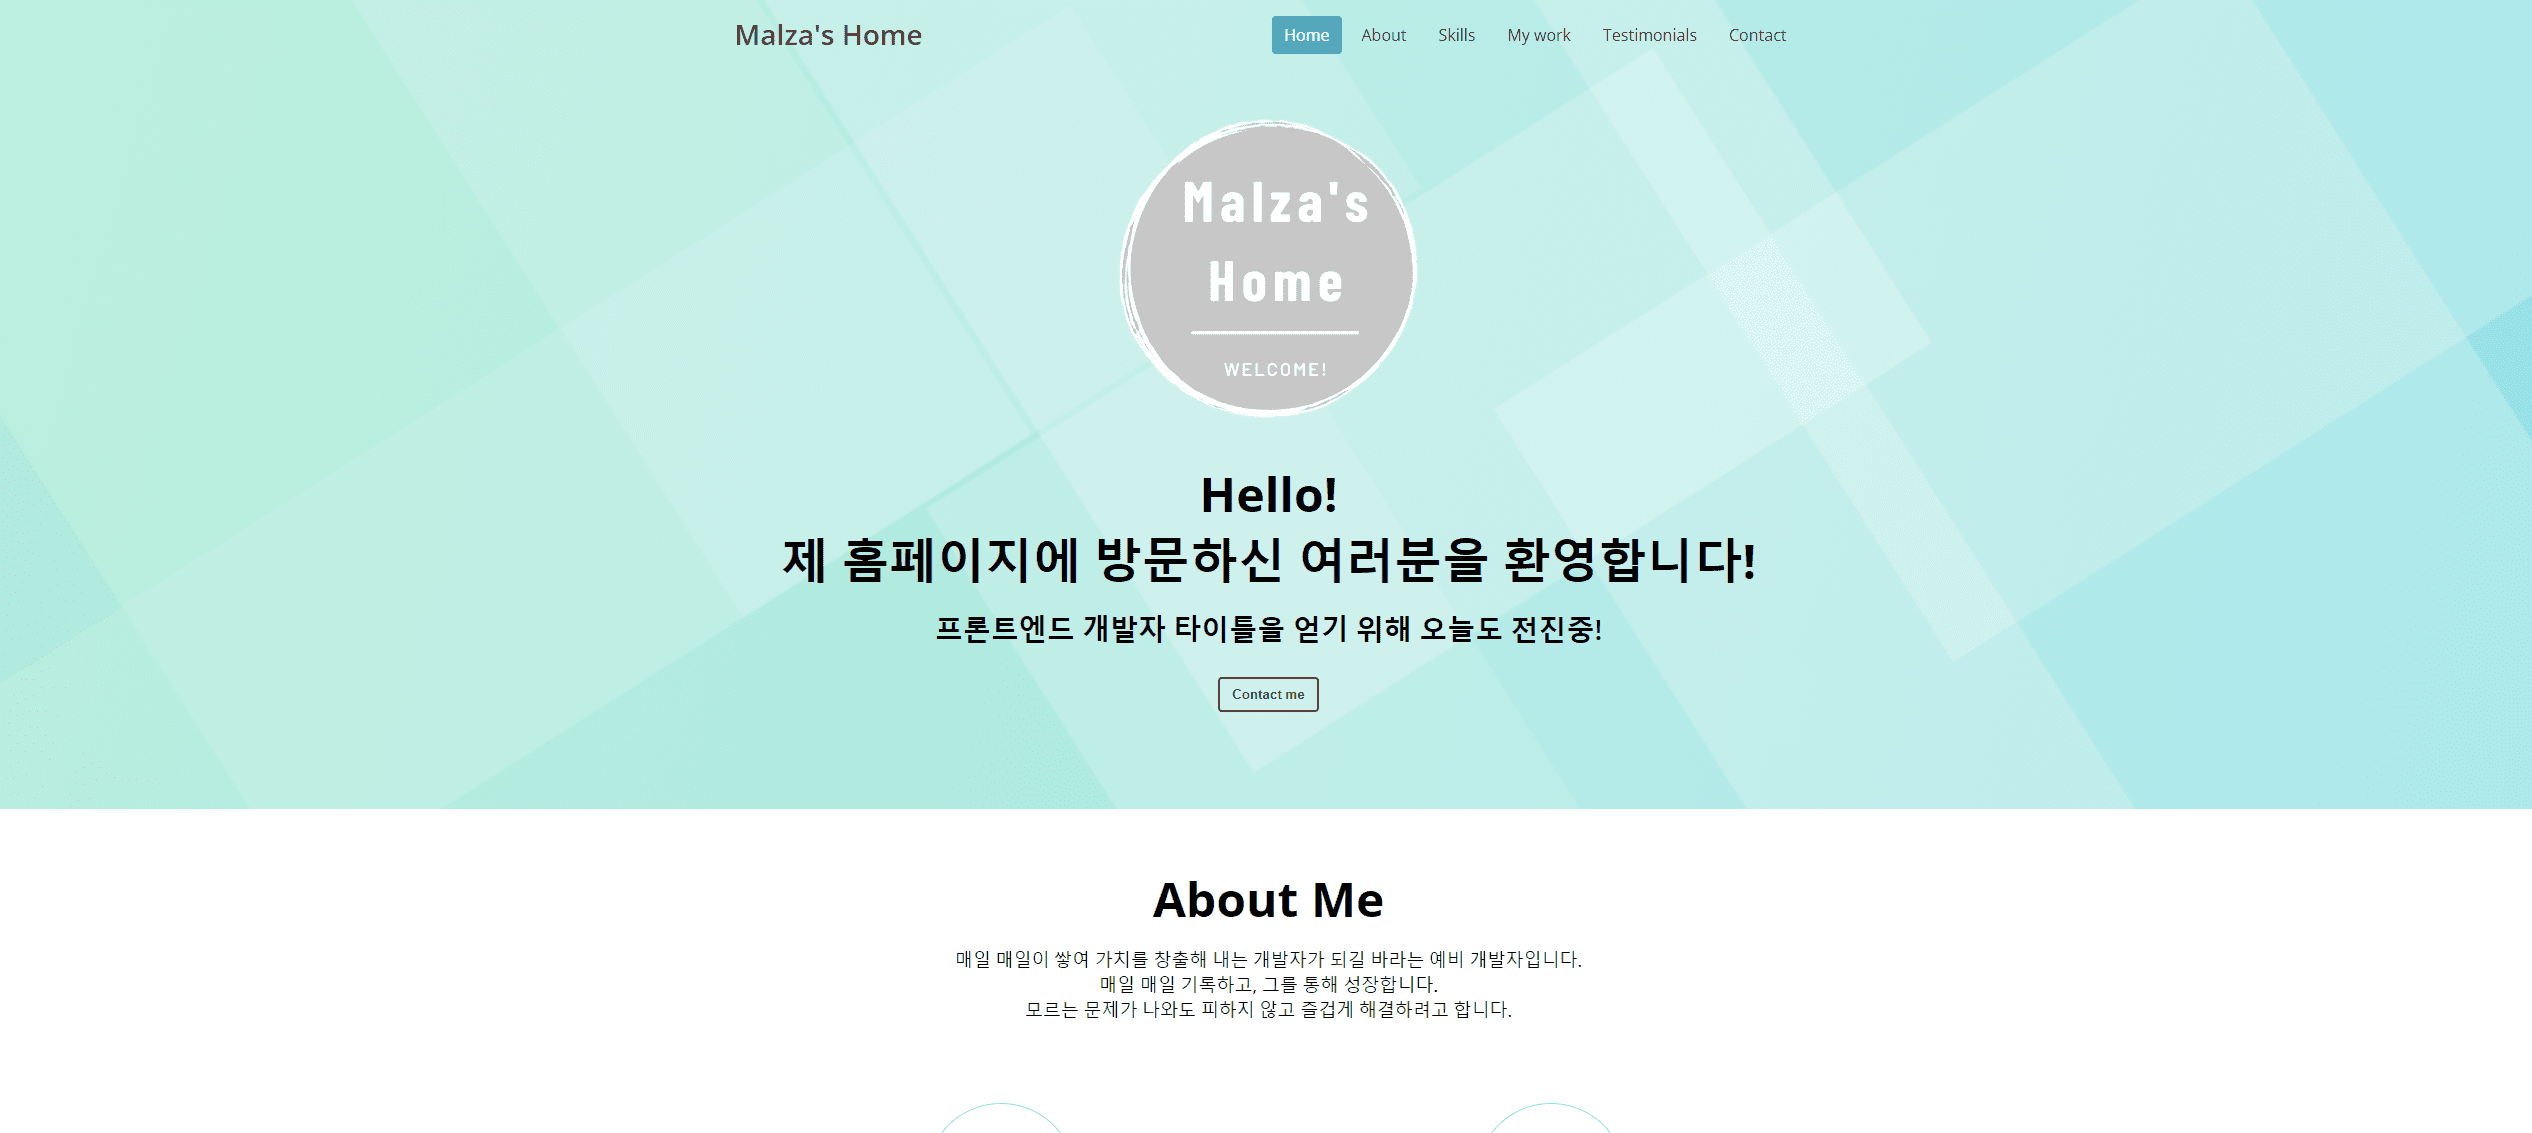 Malza's Home
Home About Skills My work Testimonials Contact
Malza's
Home
WELCOME!
Hello!
제 홈페이지에 방문하신 여러분을 환영합니다!
프론트엔드 개발자 타이틀을 얻기 위해 오늘도 전진중!
Contact me
About Me
매일 매일이 쌓여 가치를 창출해 내는 개발자가 되길 바라는 예비 개발자입니다.
매일 매일 기록하고, 그를 통해 성장합니다.
모르는 문제가 나와도 피하지 않고 즐겁게 해결하려고 합니다.